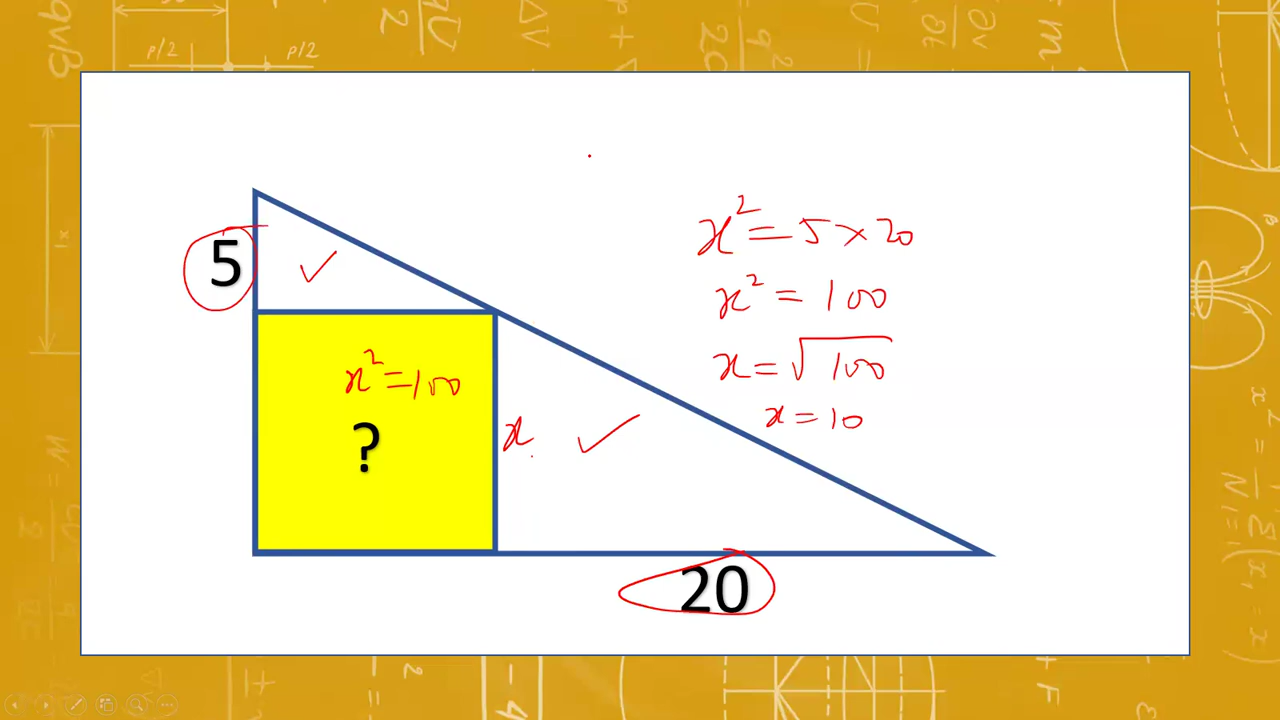 5
x² = 100
?
x
20
x² = 5 × 20
x² = 100
x = √100
x = 10